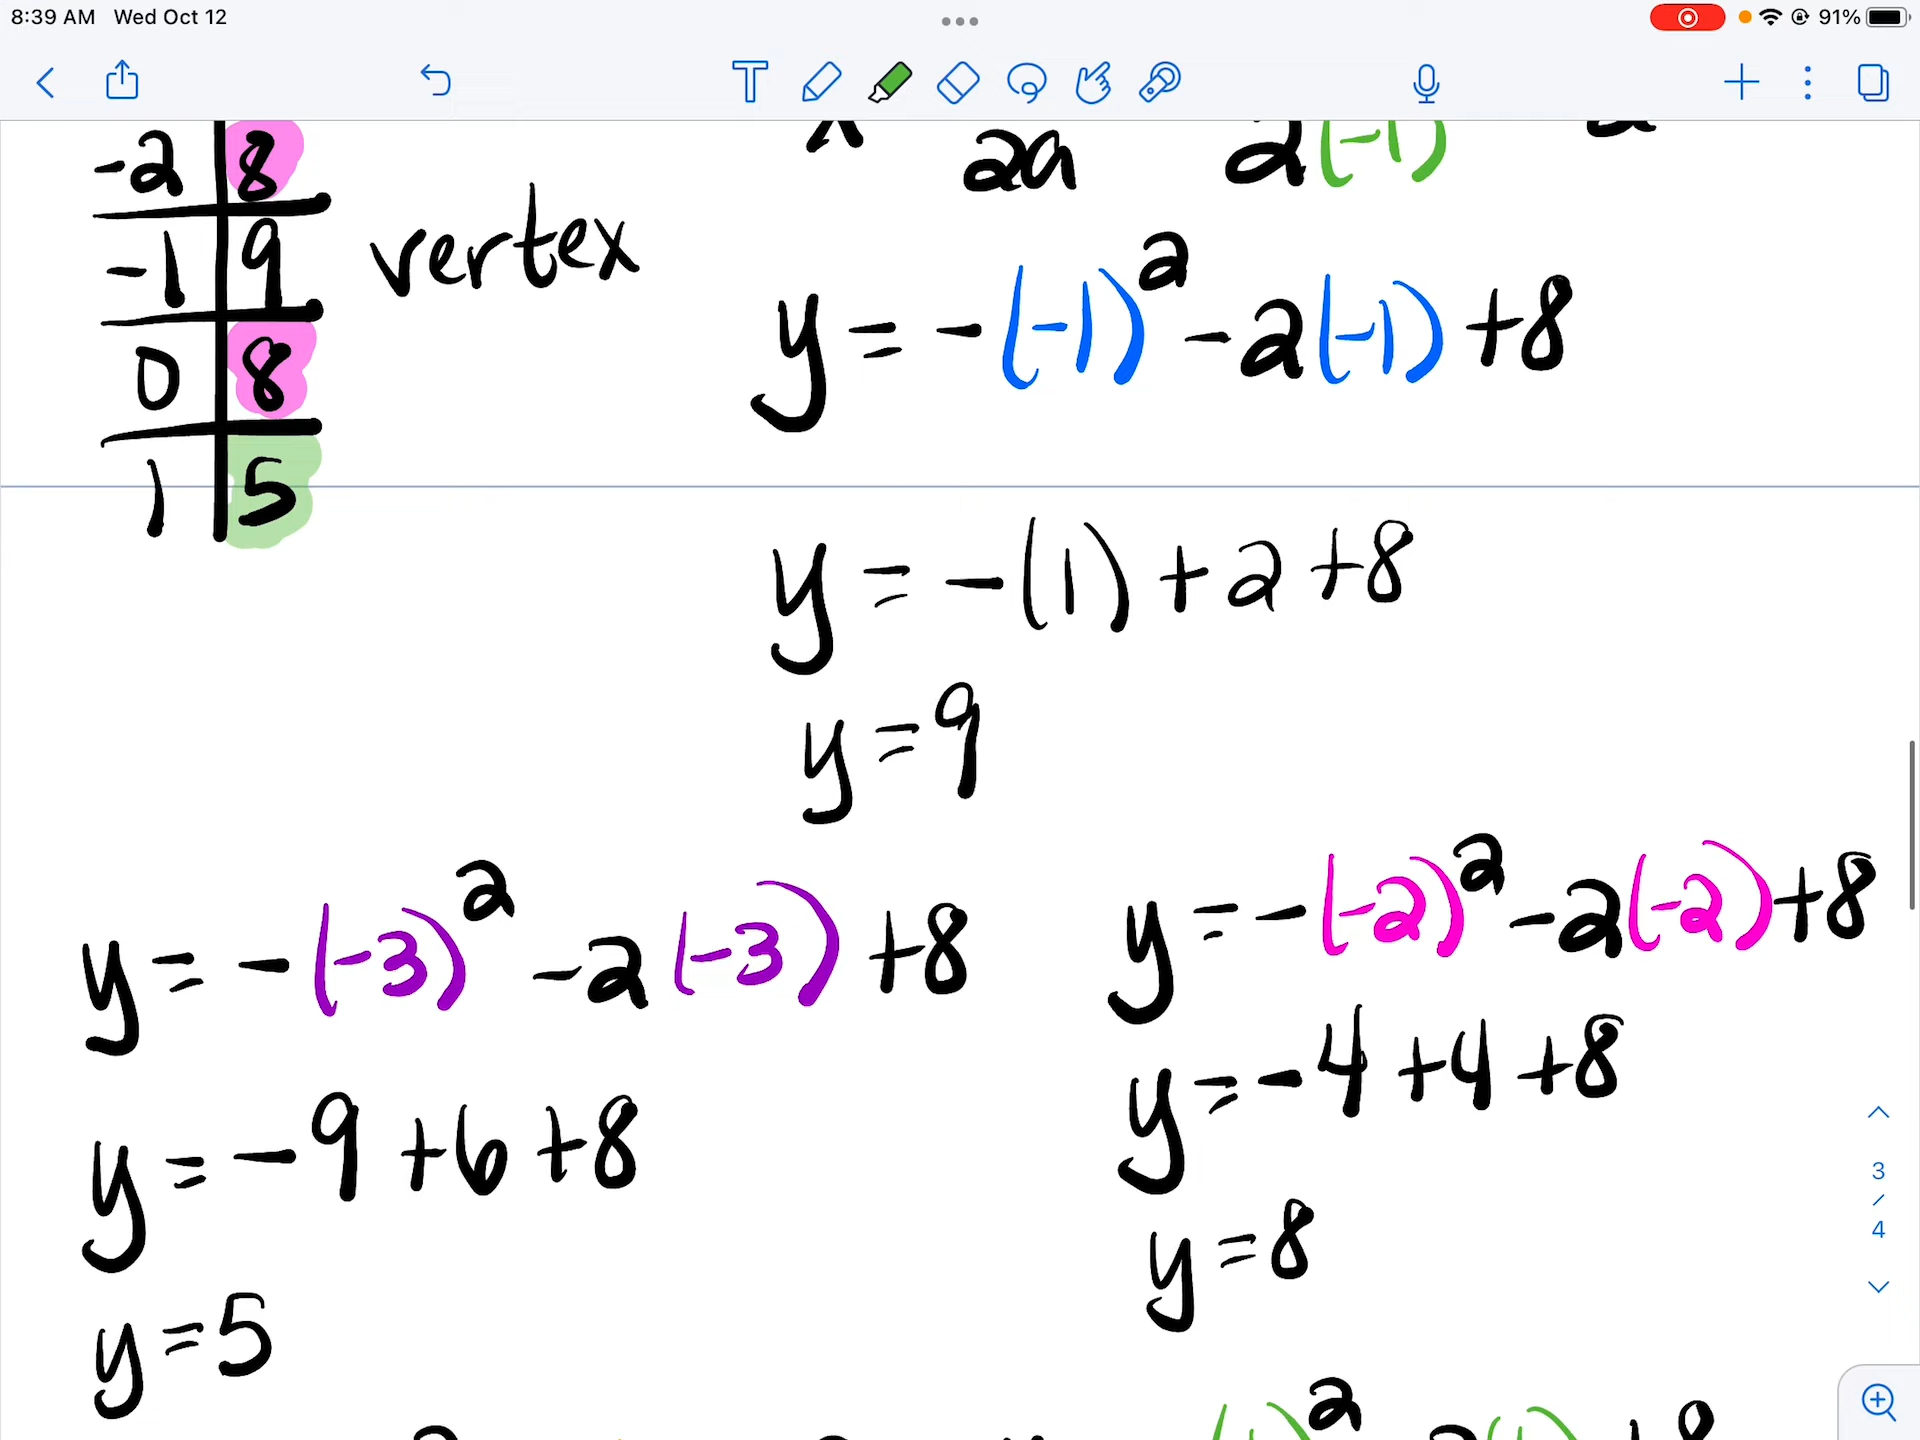 8:39 AM Wed Oct 12
91%
-2 8
-1 9 vertex
0 8
1 5
2a 2(-1)
y = -(-1)² -2(-1) +8
y = -(1) +2 +8
y = 9
y = -(-3)² -2(-3) +8
y = -9 +6 +8
y = 5
y = -(-2)² -2(-2) +8
y = -4 +4 +8
y = 8
3
/
4